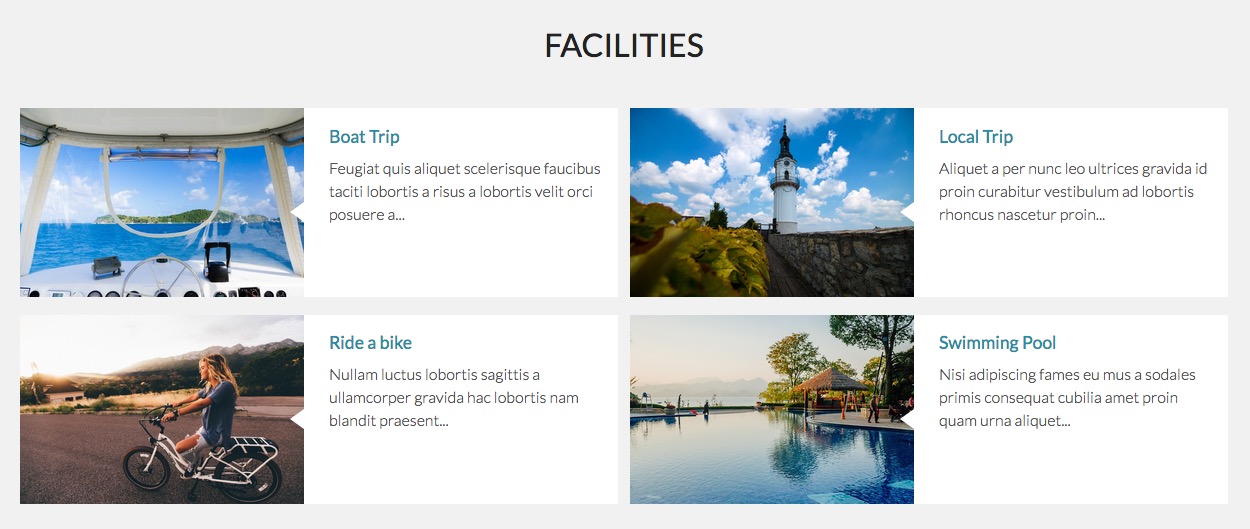 FACILITIES
Boat Trip
Feugiat quis aliquet scelerisque faucibus
taciti lobortis a risus a lobortis velit orci
posuere a...
Local Trip
Aliquet a per nunc leo ultrices gravida id
proin curabitur vestibulum ad lobortis
rhoncus nascetur proin...
Ride a bike
Nullam luctus lobortis sagittis a
ullamcorper gravida hac lobortis nam
blandit praesent...
Swimming Pool
Nisi adipiscing fames eu mus a sodales
primis consequat cubilia amet proin
quam urna aliquet...